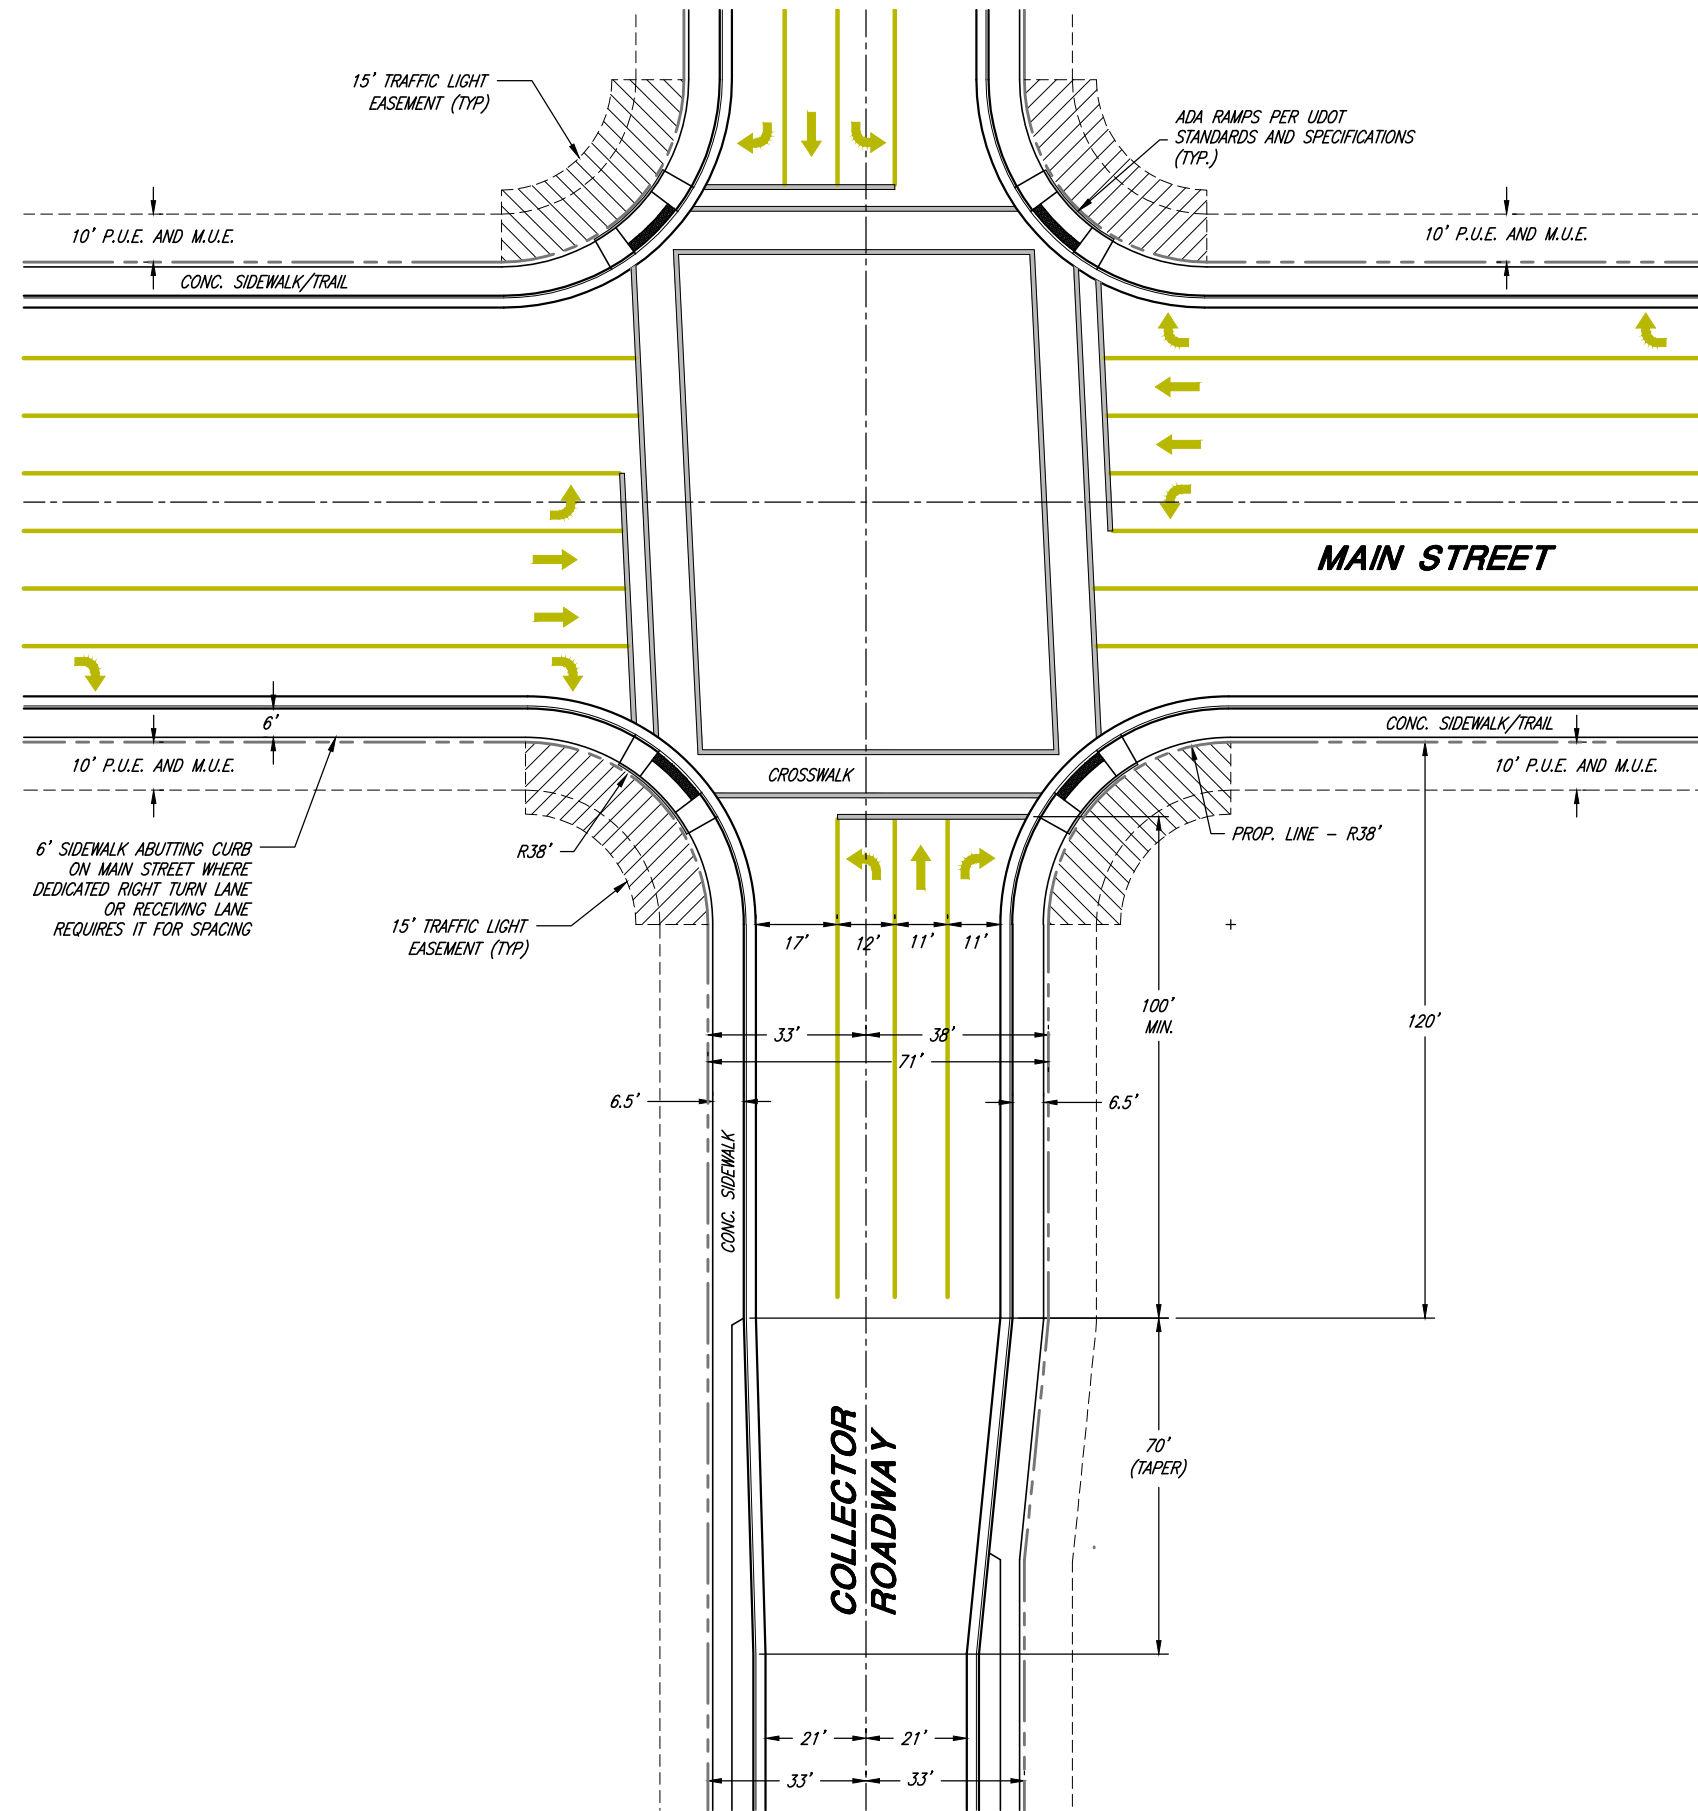 15' TRAFFIC LIGHT
EASEMENT (TYP)
ADA RAMPS PER UDOT
STANDARDS AND SPECIFICATIONS
(TYP.)
10' P.U.E. AND M.U.E.
10' P.U.E. AND M.U.E.
CONC. SIDEWALK/TRAIL
MAIN STREET
6'
CONC. SIDEWALK/TRAIL
10' P.U.E. AND M.U.E.
10' P.U.E. AND M.U.E.
CROSSWALK
6' SIDEWALK ABUTTING CURB
ON MAIN STREET WHERE
DEDICATED RIGHT TURN LANE
OR RECEIVING LANE
REQUIRES IT FOR SPACING
R38'
PROP. LINE - R38'
15' TRAFFIC LIGHT
EASEMENT (TYP)
17'
12'
11'
11'
100'
MIN.
120'
33'
38'
71'
6.5'
6.5'
CONC. SIDEWALK
COLLECTOR
ROADWAY
70'
(TAPER)
21'
21'
33'
33'